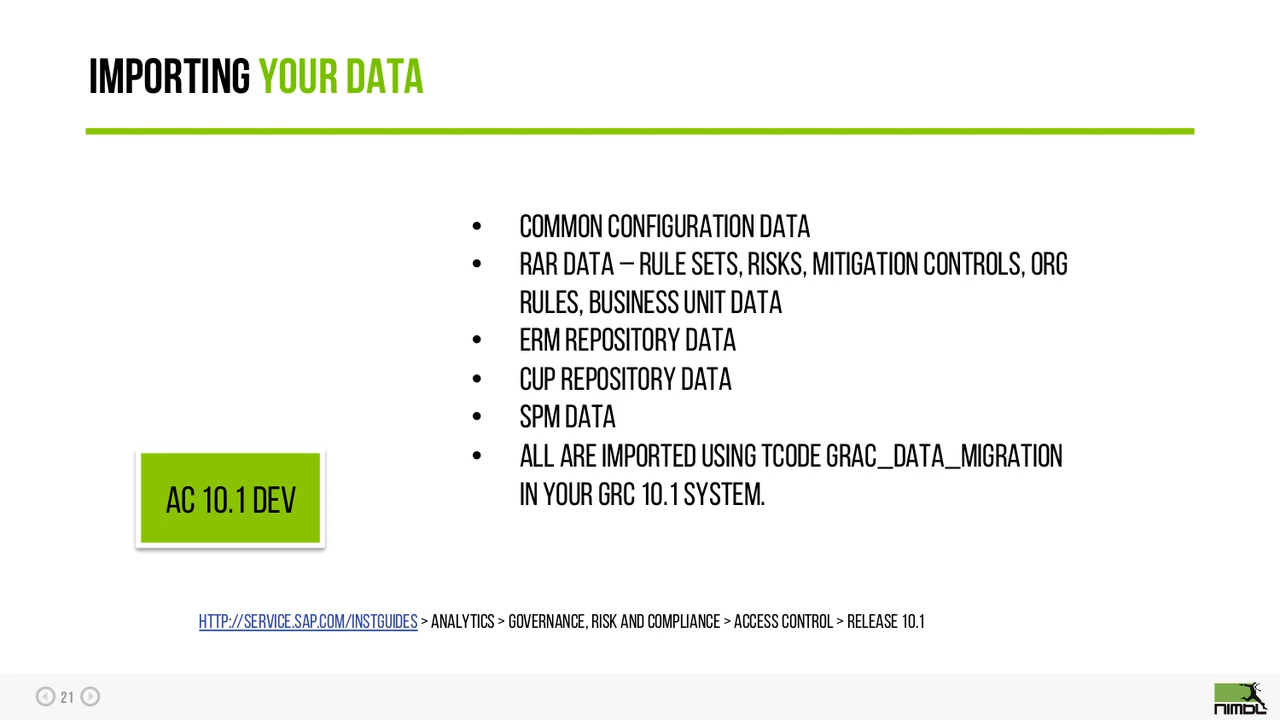 IMPORTING YOUR DATA
• COMMON CONFIGURATION DATA
• RAR DATA – RULE SETS, RISKS, MITIGATION CONTROLS, ORG
RULES, BUSINESS UNIT DATA
• ERM REPOSITORY DATA
• CUP REPOSITORY DATA
• SPM DATA
• ALL ARE IMPORTED USING TCODE GRAC_DATA_MIGRATION
IN YOUR GRC 10.1 SYSTEM.
AC 10.1 DEV
HTTP://SERVICE.SAP.COM/INSTGUIDES > ANALYTICS > GOVERNANCE, RISK AND COMPLIANCE > ACCESS CONTROL > RELEASE 10.1
21
NIMBL